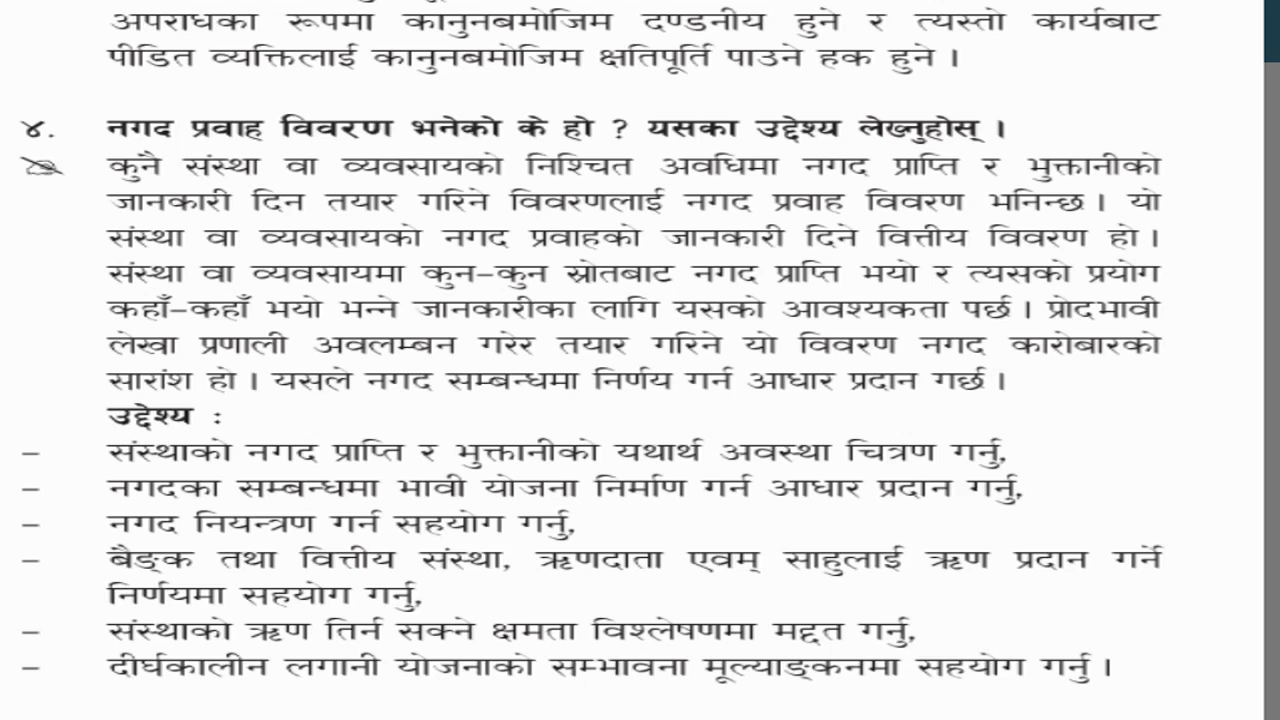 अपराधका रूपमा कानुनबमोजिम दण्डनीय हुने र त्यस्तो कार्यबाट
पीडित व्यक्तिलाई कानुनबमोजिम क्षतिपूर्ति पाउने हक हुने ।
४. नगद प्रवाह विवरण भनेको के हो ? यसका उद्देश्य लेख्नुहोस् ।
कुनै संस्था वा व्यवसायको निश्चित अवधिमा नगद प्राप्ति र भुक्तानीको
जानकारी दिन तयार गरिने विवरणलाई नगद प्रवाह विवरण भनिन्छ । यो
संस्था वा व्यवसायको नगद प्रवाहको जानकारी दिने वित्तीय विवरण हो ।
संस्था वा व्यवसायमा कुन-कुन स्रोतबाट नगद प्राप्ति भयो र त्यसको प्रयोग
कहाँ-कहाँ भयो भन्ने जानकारीका लागि यसको आवश्यकता पर्छ । प्रोदभावी
लेखा प्रणाली अवलम्बन गरेर तयार गरिने यो विवरण नगद कारोबारको
सारांश हो । यसले नगद सम्बन्धमा निर्णय गर्न आधार प्रदान गर्छ ।
उद्देश्य :
- संस्थाको नगद प्राप्ति र भुक्तानीको यथार्थ अवस्था चित्रण गर्नु,
- नगदका सम्बन्धमा भावी योजना निर्माण गर्न आधार प्रदान गर्नु,
- नगद नियन्त्रण गर्न सहयोग गर्नु,
- बैङ्क तथा वित्तीय संस्था, ऋणदाता एवम् साहुलाई ऋण प्रदान गर्ने
निर्णयमा सहयोग गर्नु,
- संस्थाको ऋण तिर्न सक्ने क्षमता विश्लेषणमा मद्दत गर्नु,
- दीर्घकालीन लगानी योजनाको सम्भावना मूल्याङ्कनमा सहयोग गर्नु ।